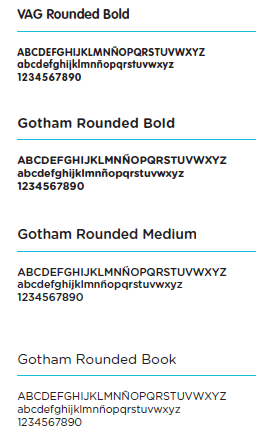 VAG Rounded Bold
ABCDEFGHIJKLMNÑOPQRSTUVWXYZ
abcdefghijklmnñopqrstuvwxyz
1234567890
Gotham Rounded Bold
ABCDEFGHIJKLMNÑOPQRSTUVWXYZ
abcdefghijklmnñopqrstuvwxyz
1234567890
Gotham Rounded Medium
ABCDEFGHIJKLMNÑOPQRSTUVWXYZ
abcdefghijklmnñopqrstuvwxyz
1234567890
Gotham Rounded Book
ABCDEFGHIJKLMNÑOPQRSTUVWXYZ
abcdefghijklmnñopqrstuvwxyz
1234567890